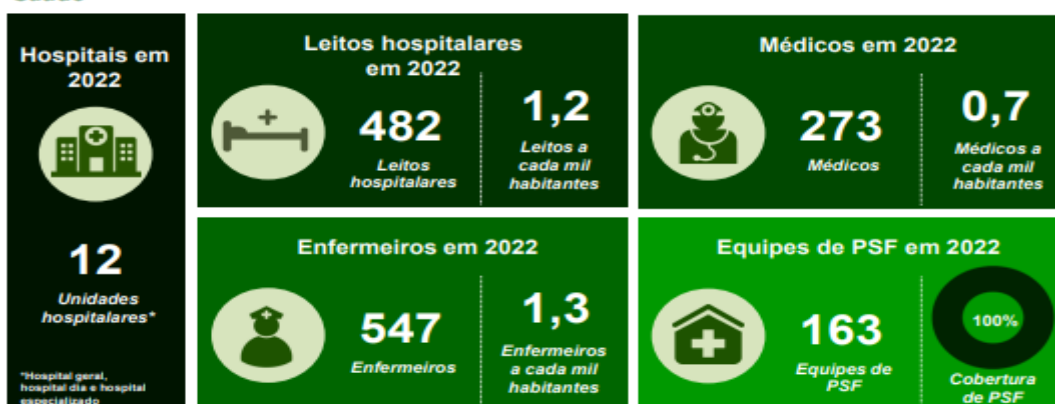 Hospitais em
2022
12
Unidades
hospitalares*
*Hospital geral,
hospital dia e hospital
especializado
Leitos hospitalares
em 2022
482
Leitos
hospitalares
1,2
Leitos a
cada mil
habitantes
Médicos em 2022
273
Médicos
0,7
Médicos a
cada mil
habitantes
Enfermeiros em 2022
547
Enfermeiros
1,3
Enfermeiros
a cada mil
habitantes
Equipes de PSF em 2022
163
Equipes de
PSF
100%
Cobertura
de PSF